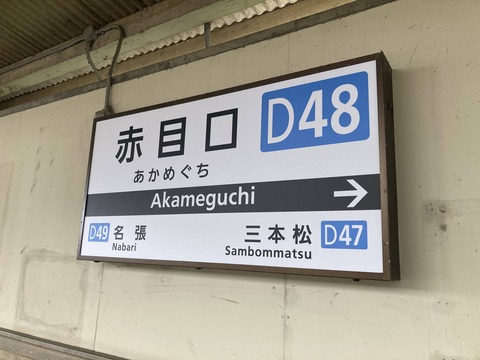 赤目口 D48
あかめぐち
Akameguchi →
D49 名張 三本松 D47
Nabari Sambommatsu